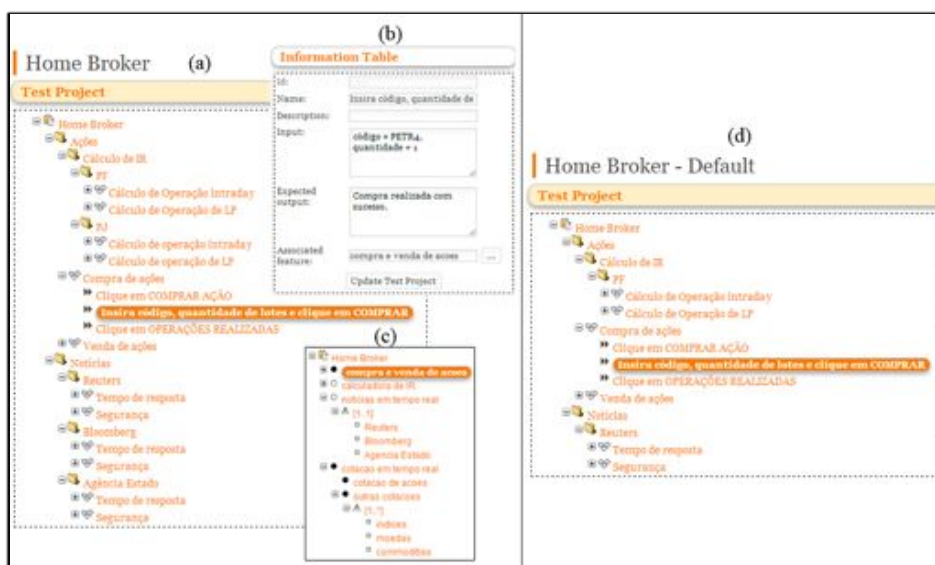 (a)
Home Broker
Test Project
Home Broker
Ações
Cálculo de IR
PF
Cálculo de Operação Intraday
Cálculo de Operação de LP
PJ
Cálculo de operação Intraday
Cálculo de operação de LP
Compra de ações
Clique em COMPRAR AÇÃO
Insira código, quantidade de lotes e clique em COMPRAR
Clique em OPERAÇÕES REALIZADAS
Venda de ações
Notícias
Reuters
Tempo de resposta
Segurança
Bloomberg
Tempo de resposta
Segurança
Agência Estado
Tempo de resposta
Segurança
(b)
Information Table
Id:
Name: Insira código, quantidade de
Description:
Input: código = PETR4,
quantidade = 1
Expected output: Compra realizada com
sucesso.
Associated feature: compra e venda de acoes ...
Update Test Project
(c)
Home Broker
compra e venda de acoes
calculadora de IR
noticias em tempo real
[1..1]
Reuters
Bloomberg
Agencia Estado
cotacao em tempo real
cotacao de acoes
outras cotacoes
[1..*]
indices
moedas
commodities
(d)
Home Broker - Default
Test Project
Home Broker
Ações
Cálculo de IR
PF
Cálculo de Operação Intraday
Cálculo de Operação de LP
Compra de ações
Clique em COMPRAR AÇÃO
Insira código, quantidade de lotes e clique em COMPRAR
Clique em OPERAÇÕES REALIZADAS
Venda de ações
Notícias
Reuters
Tempo de resposta
Segurança